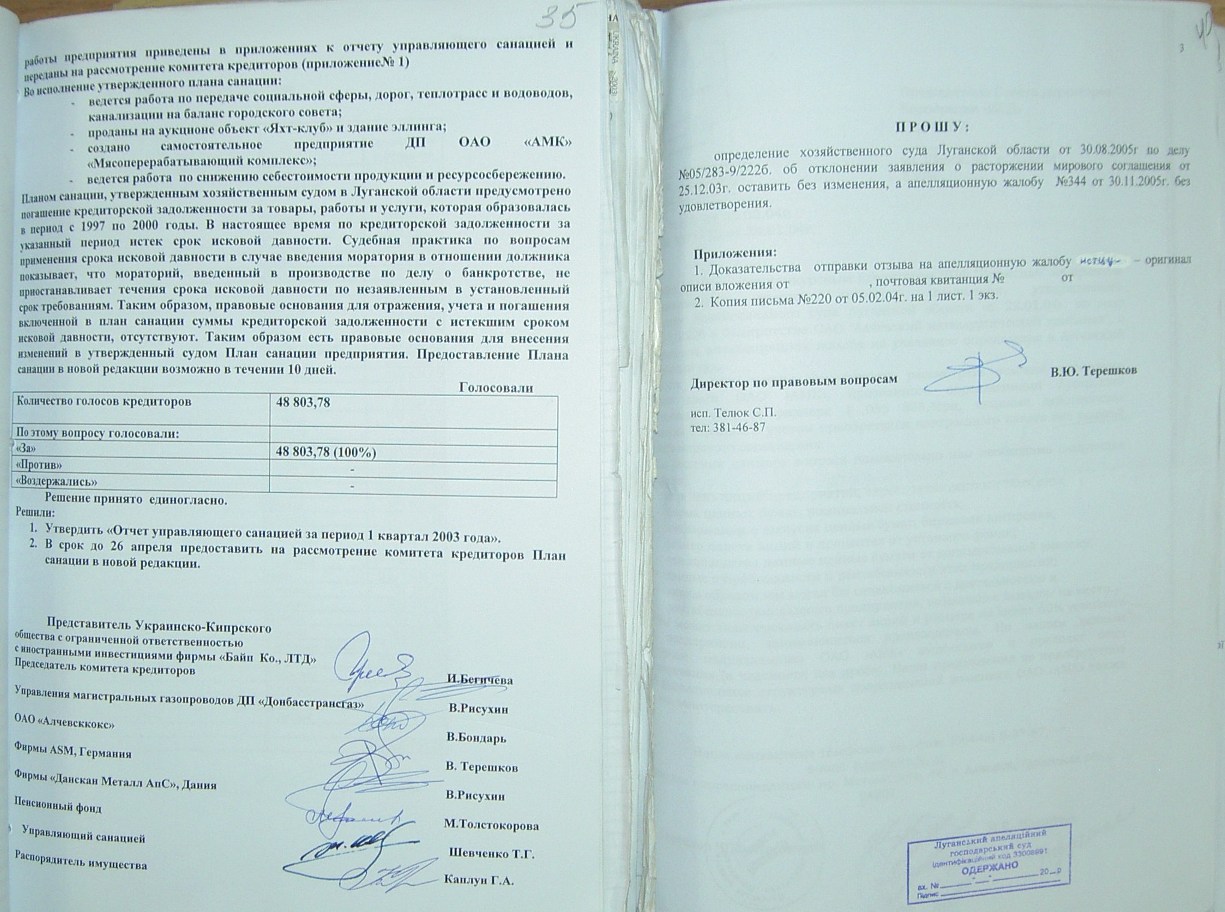 35
работы предприятия приведены в приложениях к отчету управляющего санацией и
переданы на рассмотрение комитета кредиторов (приложение№ 1)
Во исполнение утвержденного плана санации:
- ведется работа по передаче социальной сферы, дорог, теплотрасс и водоводов,
канализации на баланс городского совета;
- проданы на аукционе объект «Яхт-клуб» и здание эллинга;
- создано самостоятельное предприятие ДП ОАО «АМК»
«Мясоперерабатывающий комплекс»;
- ведется работа по снижению себестоимости продукции и ресурсосбережению.
Планом санации, утвержденным хозяйственным судом в Луганской области предусмотрено
погашение кредиторской задолженности за товары, работы и услуги, которая образовалась
в период с 1997 по 2000 годы. В настоящее время по кредиторской задолженности за
указанный период истек срок исковой давности. Судебная практика по вопросам
применения срока исковой давности в случае введения моратория в отношении должника
показывает, что мораторий, введенный в производстве по делу о банкротстве, не
приостанавливает течения срока исковой давности по незаявленным в установленный
срок требованиям. Таким образом, правовые основания для отражения, учета и погашения
включенной в план санации суммы кредиторской задолженности с истекшим сроком
исковой давности, отсутствуют. Таким образом есть правовые основания для внесения
изменений в утвержденный судом План санации предприятия. Предоставление Плана
санации в новой редакции возможно в течении 10 дней.
Голосовали
Количество голосов кредиторов 48 803,78
По этому вопросу голосовали:
«За» 48 803,78 (100%)
«Против» -
«Воздержались» -
Решение принято единогласно.
Решили:
1. Утвердить «Отчет управляющего санацией за период 1 квартал 2003 года».
2. В срок до 26 апреля предоставить на рассмотрение комитета кредиторов План
санации в новой редакции.
Представитель Украинско-Кипрского
общества с ограниченной ответственностью
с иностранными инвестициями фирмы «Байп Ко., ЛТД»
Председатель комитета кредиторов И.Бегичева
Управления магистральных газопроводов ДП «Донбасстрансгаз» В.Рисухин
ОАО «Алчевсккокс» В.Бондарь
Фирмы ASM, Германия В. Терешков
Фирмы «Данскан Металл АпС», Дания В.Рисухин
Пенсионный фонд М.Толстокорова
Управляющий санацией Шевченко Т.Г.
Распорядитель имущества Каплун Г.А.
3
П Р О Ш У :
определение хозяйственного суда Луганской области от 30.08.2005г по делу
№05/283-9/222б. об отклонении заявления о расторжении мирового соглашения от
25.12.03г. оставить без изменения, а апелляционную жалобу №344 от 30.11.2005г. без
удовлетворения.
Приложения:
1. Доказательства отправки отзыва на апелляционную жалобу истцу – оригинал
описи вложения от , почтовая квитанция № от
2. Копия письма №220 от 05.02.04г. на 1 лист. 1 экз.
Директор по правовым вопросам В.Ю. Терешков
исп. Телюк С.П.
тел: 381-46-87
Луганський апеляційний
господарський суд
ідентифікаційний код 33008891
ОДЕРЖАНО
вх. № 20 р
Підпис